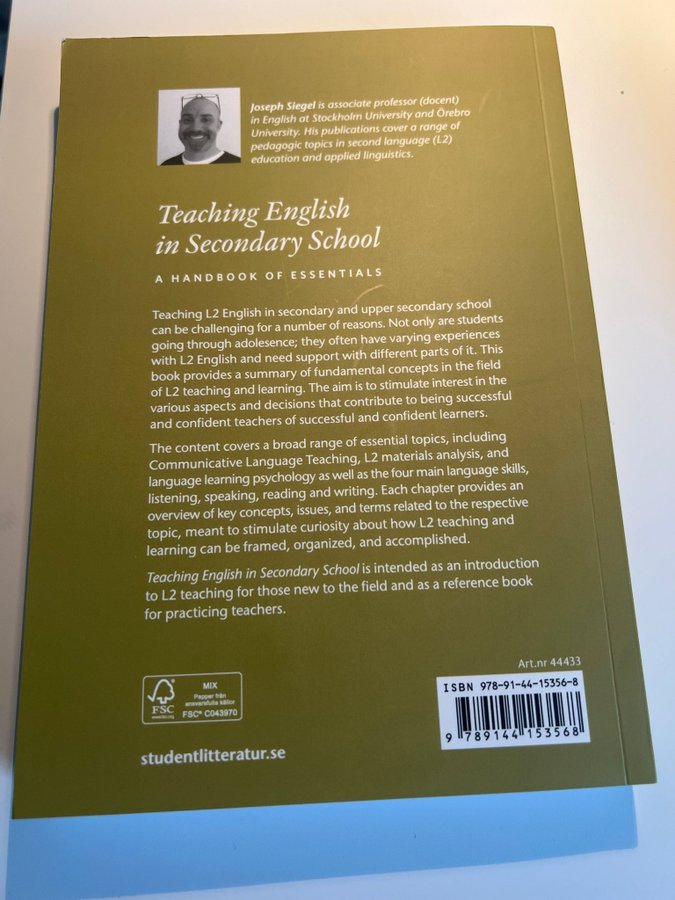 Joseph Siegel is associate professor (docent)
in English at Stockholm University and Örebro
University. His publications cover a range of
pedagogic topics in second language (L2)
education and applied linguistics.
Teaching English
in Secondary School
A HANDBOOK OF ESSENTIALS
Teaching L2 English in secondary and upper secondary school
can be challenging for a number of reasons. Not only are students
going through adolesence; they often have varying experiences
with L2 English and need support with different parts of it. This
book provides a summary of fundamental concepts in the field
of L2 teaching and learning. The aim is to stimulate interest in the
various aspects and decisions that contribute to being successful
and confident teachers of successful and confident learners.
The content covers a broad range of essential topics, including
Communicative Language Teaching, L2 materials analysis, and
language learning psychology as well as the four main language skills,
listening, speaking, reading and writing. Each chapter provides an
overview of key concepts, issues, and terms related to the respective
topic, meant to stimulate curiosity about how L2 teaching and
learning can be framed, organized, and accomplished.
Teaching English in Secondary School is intended as an introduction
to L2 teaching for those new to the field and as a reference book
for practicing teachers.
FSC
www.fsc.org
MIX
Papper från
ansvarsfulla källor
FSC® C043970
studentlitteratur.se
Art.nr 44433
ISBN 978-91-44-15356-8
9 789144 153568